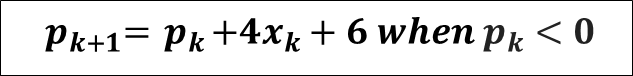 pₖ₊₁= pₖ +4xₖ + 6 when pₖ < 0